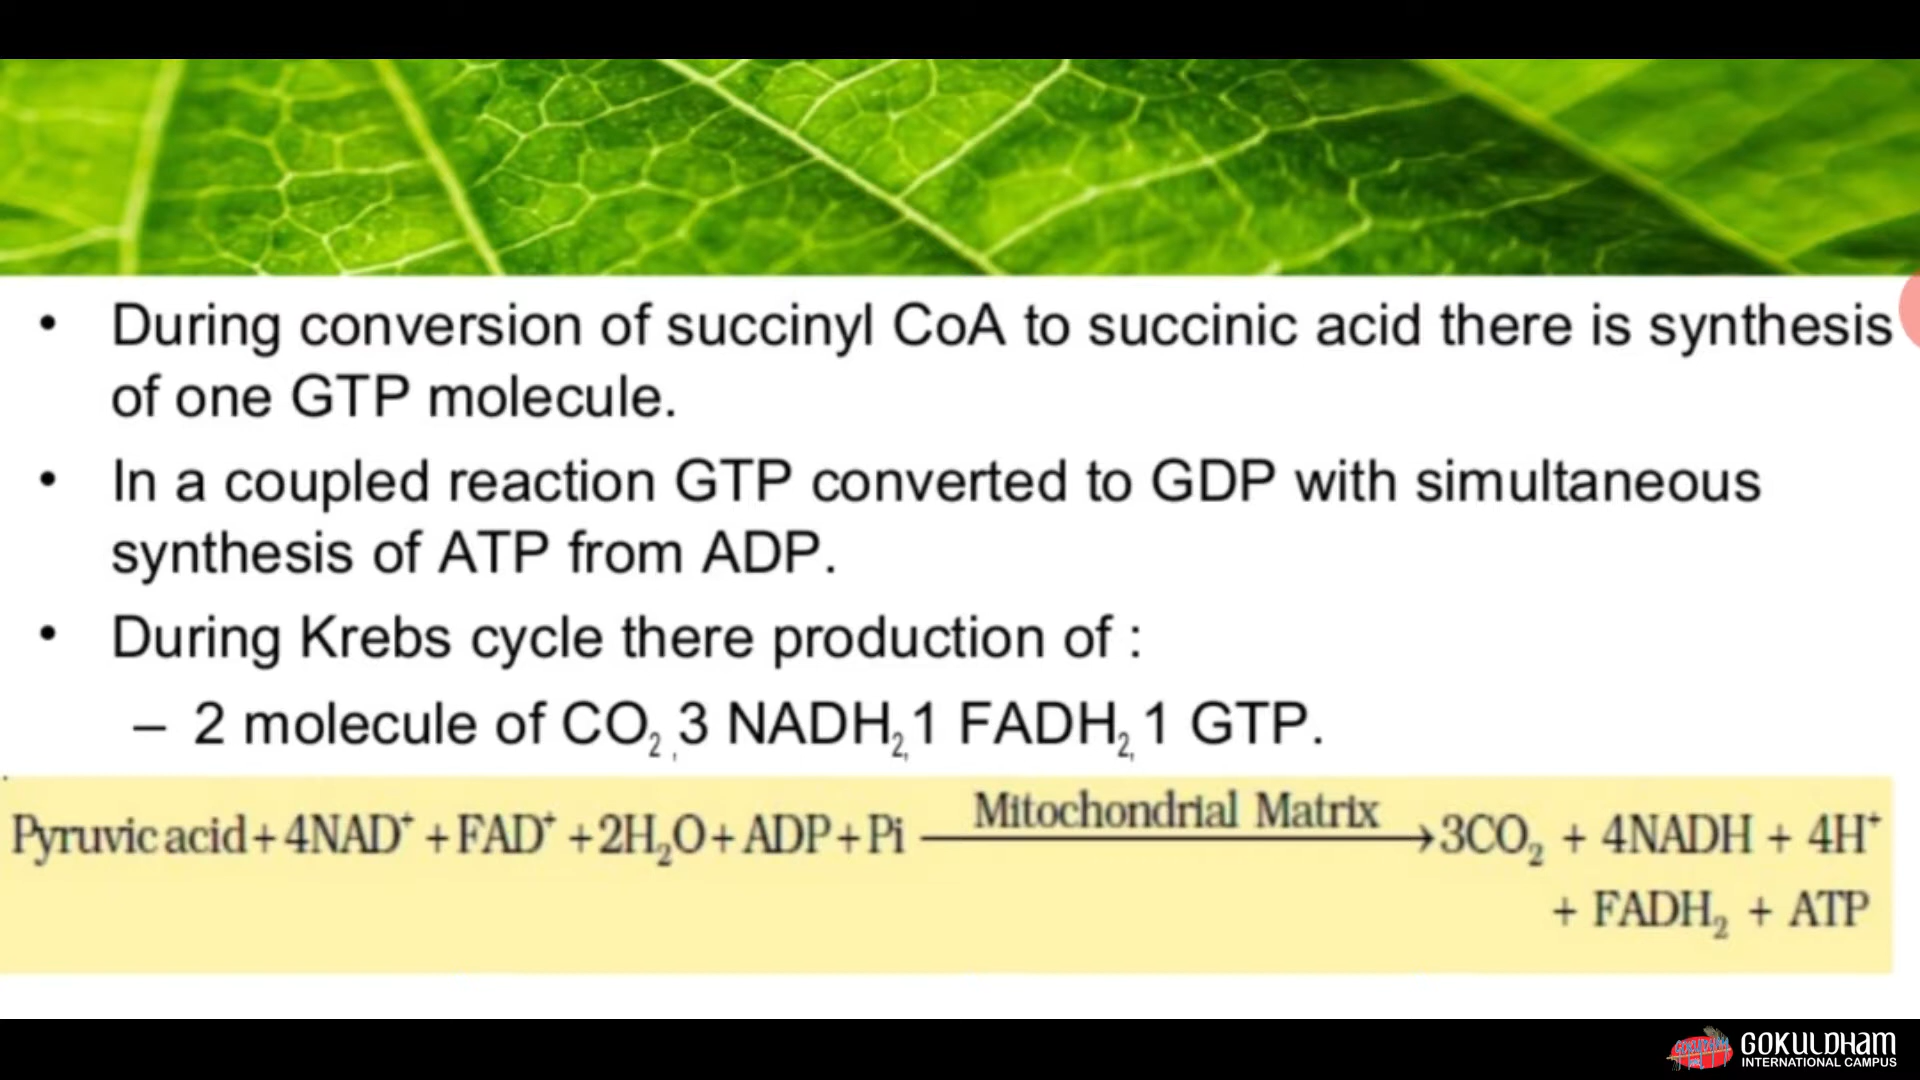 • During conversion of succinyl CoA to succinic acid there is synthesis
of one GTP molecule.
• In a coupled reaction GTP converted to GDP with simultaneous
synthesis of ATP from ADP.
• During Krebs cycle there production of :
– 2 molecule of CO₂ ,3 NADH₂,1 FADH₂,1 GTP.
Mitochondrial Matrix
Pyruvic acid + 4NAD⁺ + FAD⁺ + 2H₂O + ADP + Pi ⟶ 3CO₂ + 4NADH + 4H⁺
+ FADH₂ + ATP
GOKULDHAM
INTERNATIONAL CAMPUS